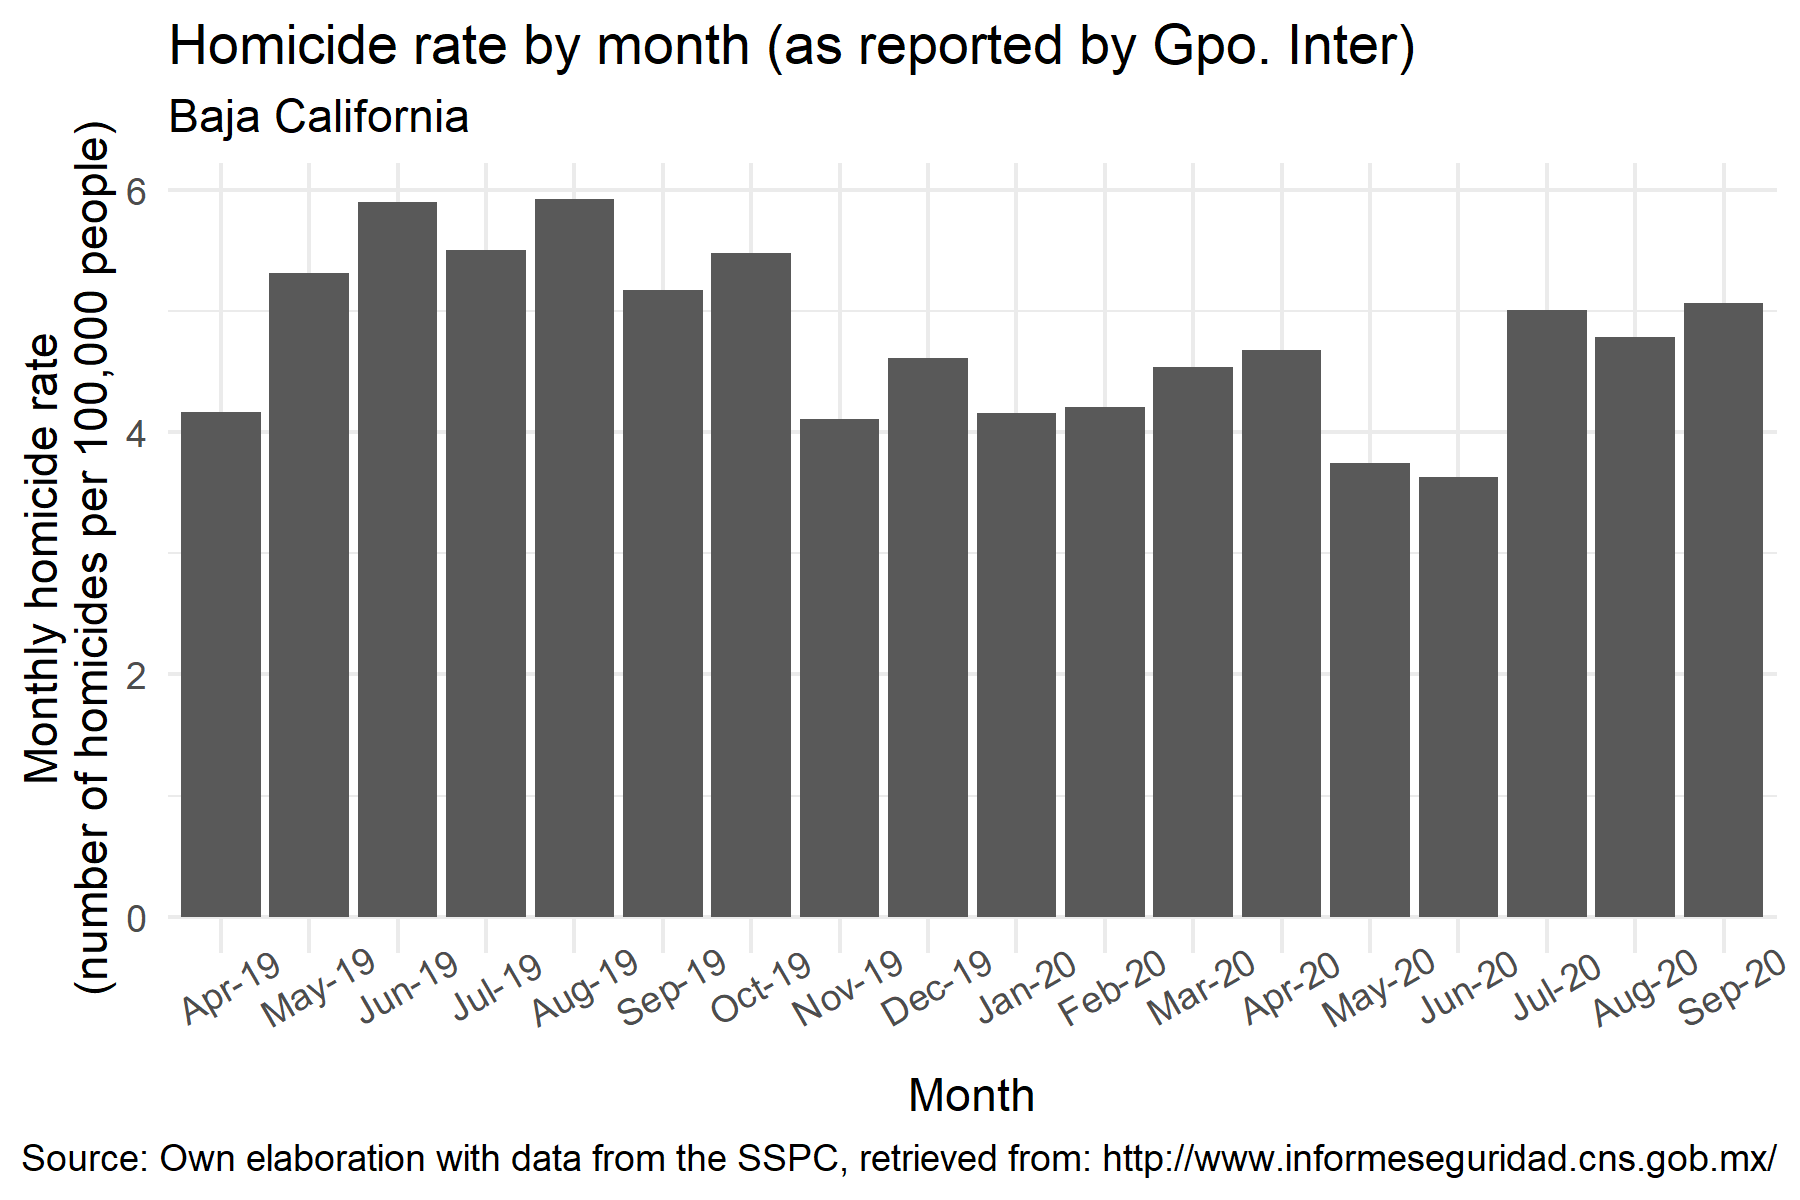 Homicide rate by month (as reported by Gpo. Inter)
Baja California
Monthly homicide rate
(number of homicides per 100,000 people)
6
4
2
0
Apr-19
May-19
Jun-19
Jul-19
Aug-19
Sep-19
Oct-19
Nov-19
Dec-19
Jan-20
Feb-20
Mar-20
Apr-20
May-20
Jun-20
Jul-20
Aug-20
Sep-20
Month
Source: Own elaboration with data from the SSPC, retrieved from: http://www.informeseguridad.cns.gob.mx/